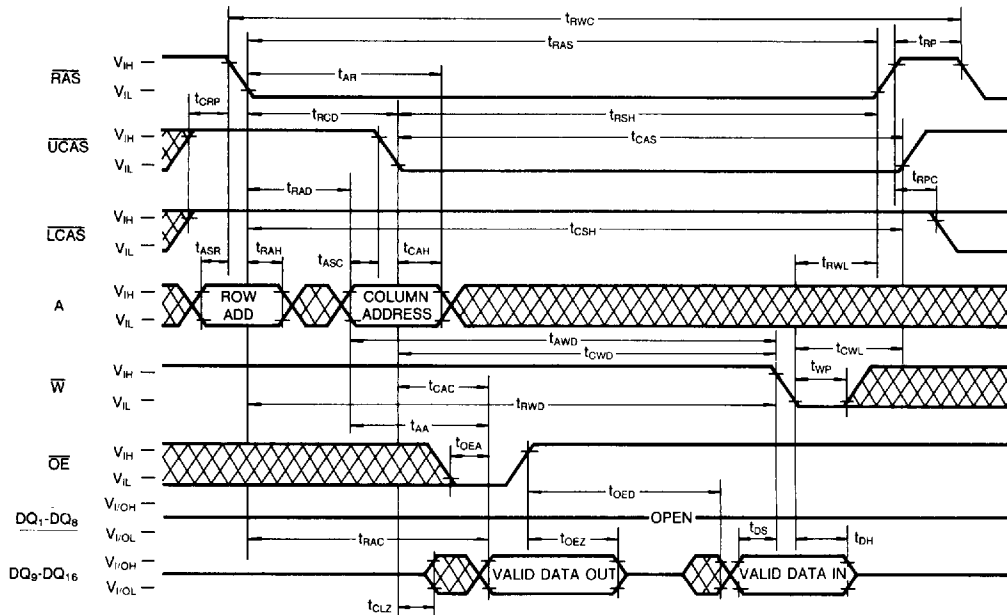 tRWC
tRAS
tRP
RAS
VIH
VIL
tAR
tCRP
tRCD
tRSH
UCAS
VIH
VIL
tCAS
tRAD
tRPC
LCAS
VIH
VIL
tCSH
tASR
tRAH
tASC
tCAH
tRWL
A
VIH
VIL
ROW
ADD
COLUMN
ADDRESS
tAWD
tCWD
tCWL
W
VIH
VIL
tCAC
tWP
tRWD
tAA
OE
VIH
VIL
tOEA
tOED
DQ1-DQ8
VI/OH
VI/OL
OPEN
tRAC
tOEZ
tDS
tDH
DQ9-DQ16
VI/OH
VI/OL
VALID DATA OUT
VALID DATA IN
tCLZ